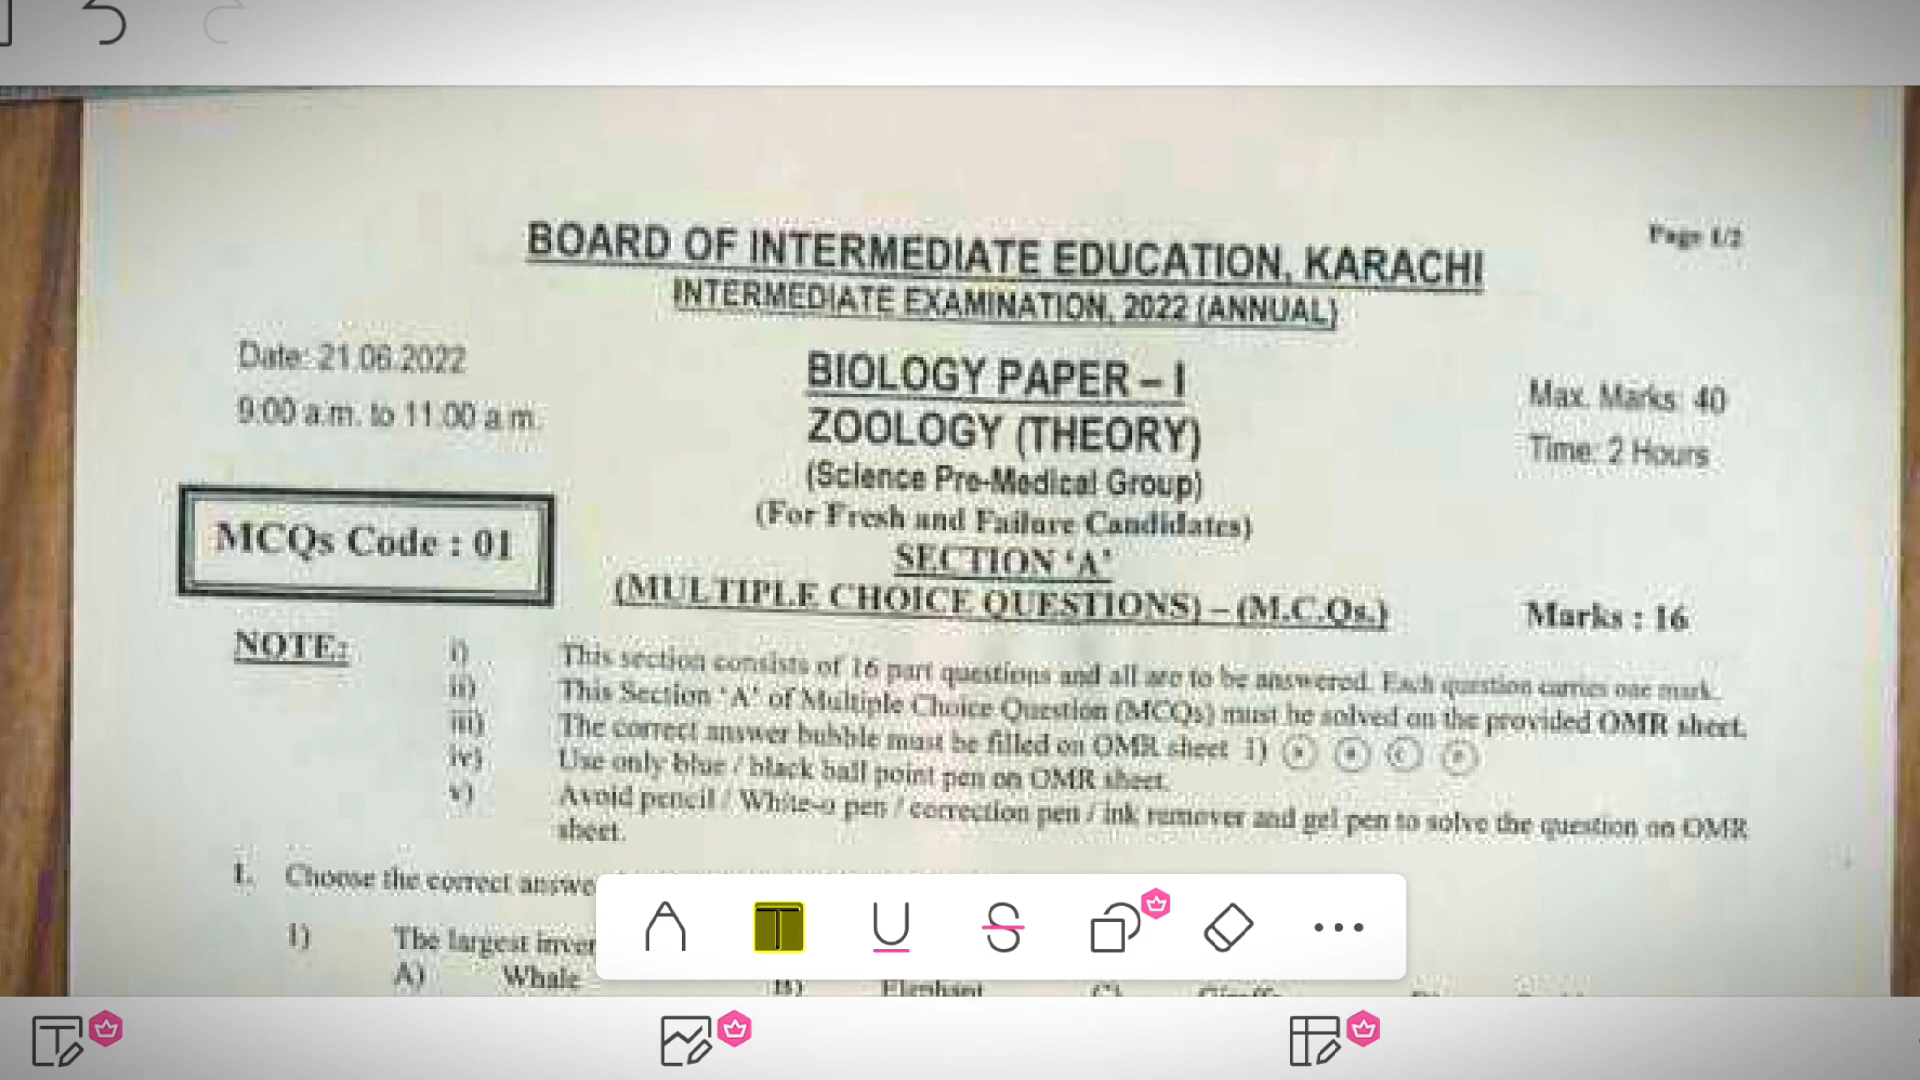 Page 1/2
BOARD OF INTERMEDIATE EDUCATION, KARACHI
INTERMEDIATE EXAMINATION, 2022 (ANNUAL)
Date: 21.06.2022
9:00 a.m. to 11:00 a.m.
BIOLOGY PAPER – I
ZOOLOGY (THEORY)
(Science Pre-Medical Group)
(For Fresh and Failure Candidates)
Max. Marks: 40
Time: 2 Hours
MCQs Code : 01
SECTION ‘A’
(MULTIPLE CHOICE QUESTIONS) – (M.C.Qs.)
Marks : 16
NOTE:
i) This section consists of 16 part questions and all are to be answered. Each question carries one mark.
ii) This Section ‘A’ of Multiple Choice Question (MCQs) must be solved on the provided OMR sheet.
iii) The correct answer bubble must be filled on OMR sheet 1)
iv) Use only blue / black ball point pen on OMR sheet.
v) Avoid pencil / White-o pen / correction pen / ink remover and gel pen to solve the question on OMR
sheet.
1. Choose the correct answe
1) The largest inver
A) Whale B) Elephant C)